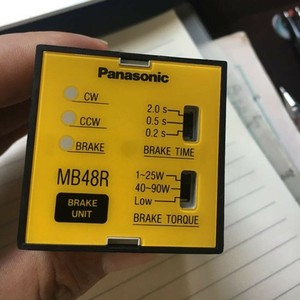 Panasonic
CW
CCW
BRAKE
2.0 s
0.5 s
0.2 s
BRAKE TIME
MB48R
BRAKE
UNIT
1~25W
40~90W
Low
BRAKE TORQUE